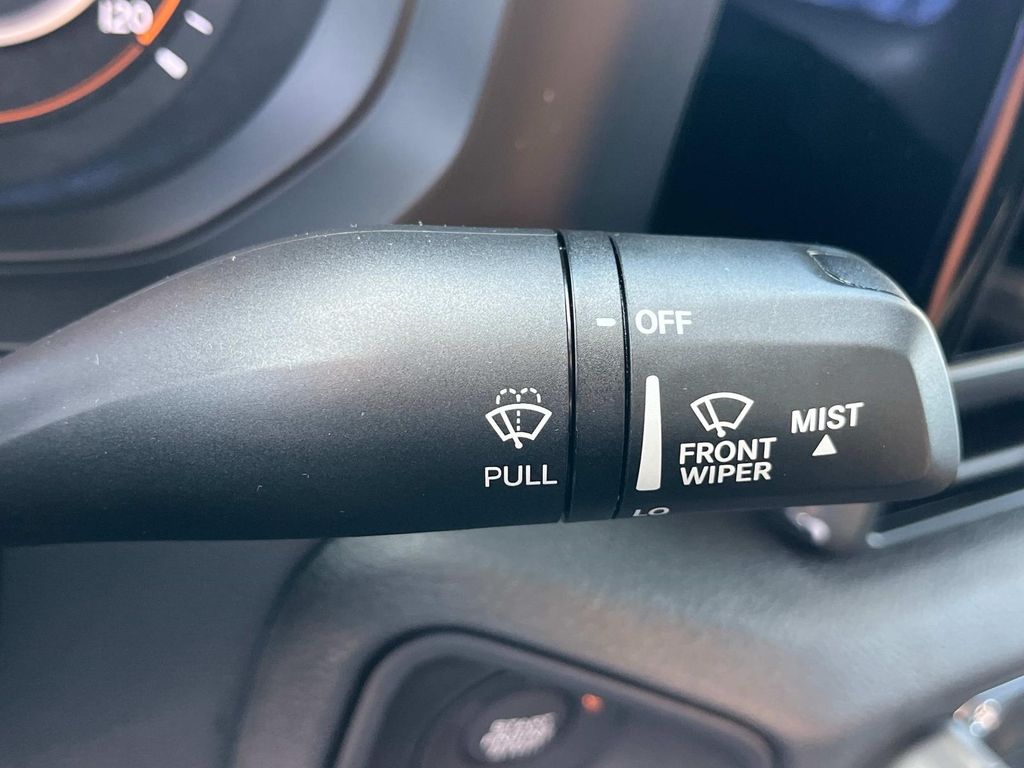 120
OFF
MIST
FRONT
WIPER
PULL
LO